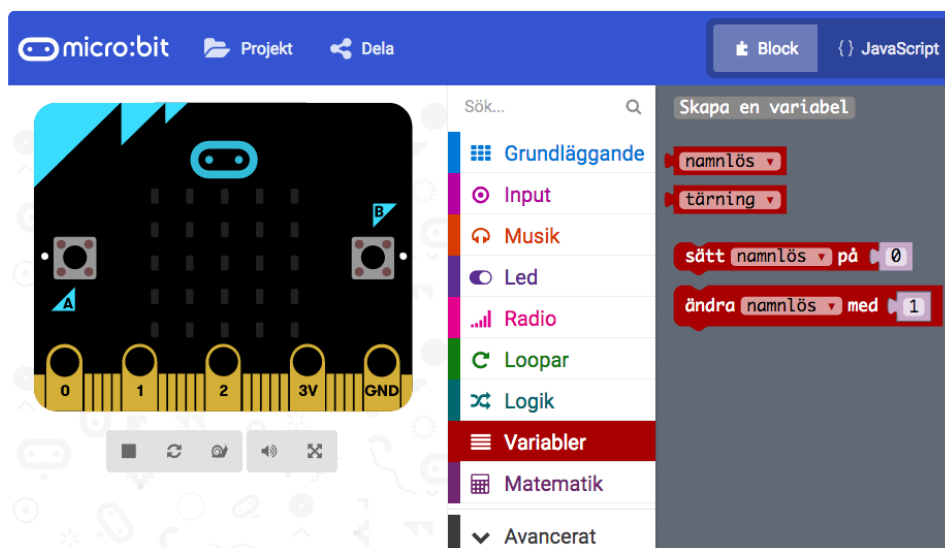 micro:bit Projekt Dela Block {} JavaScript
Sök...
Grundläggande
Input
Musik
Led
Radio
Loopar
Logik
Variabler
Matematik
Avancerat
Skapa en variabel
namnlös
tärning
sätt namnlös på 0
ändra namnlös med 1
B
A
0 1 2 3V GND